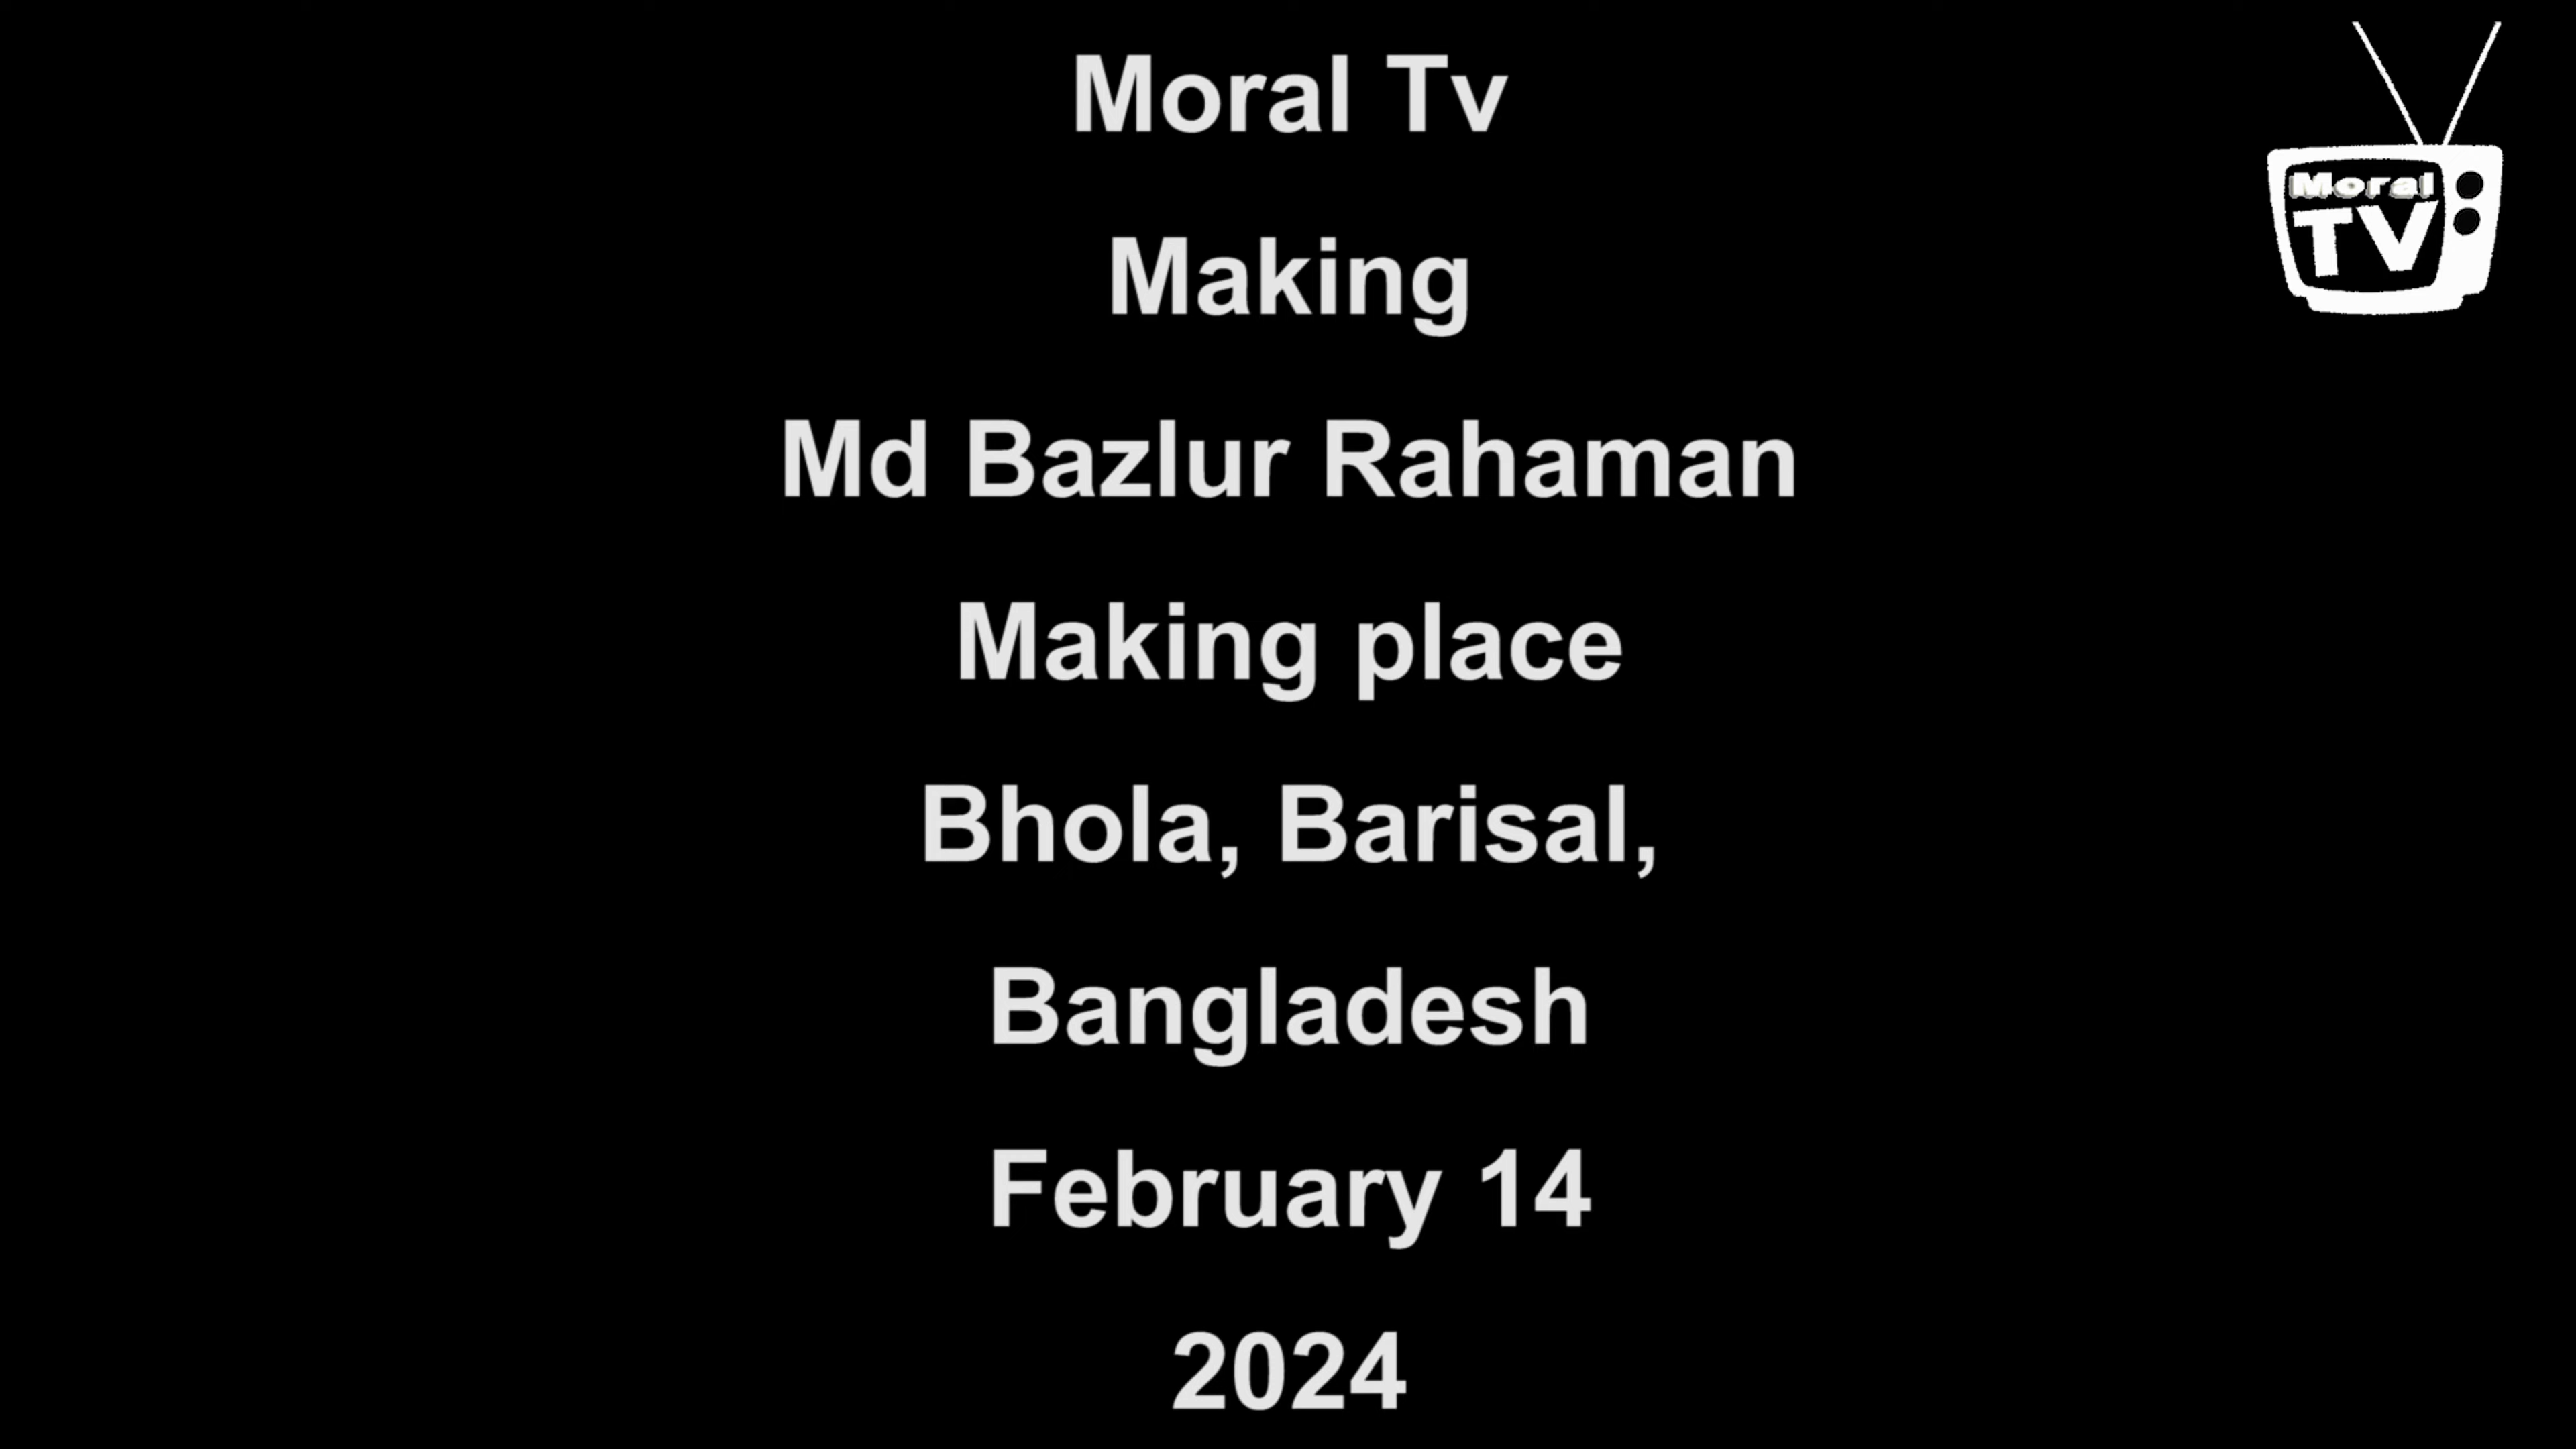 Moral Tv
Making
Md Bazlur Rahaman
Making place
Bhola, Barisal,
Bangladesh
February 14
2024
Moral
TV